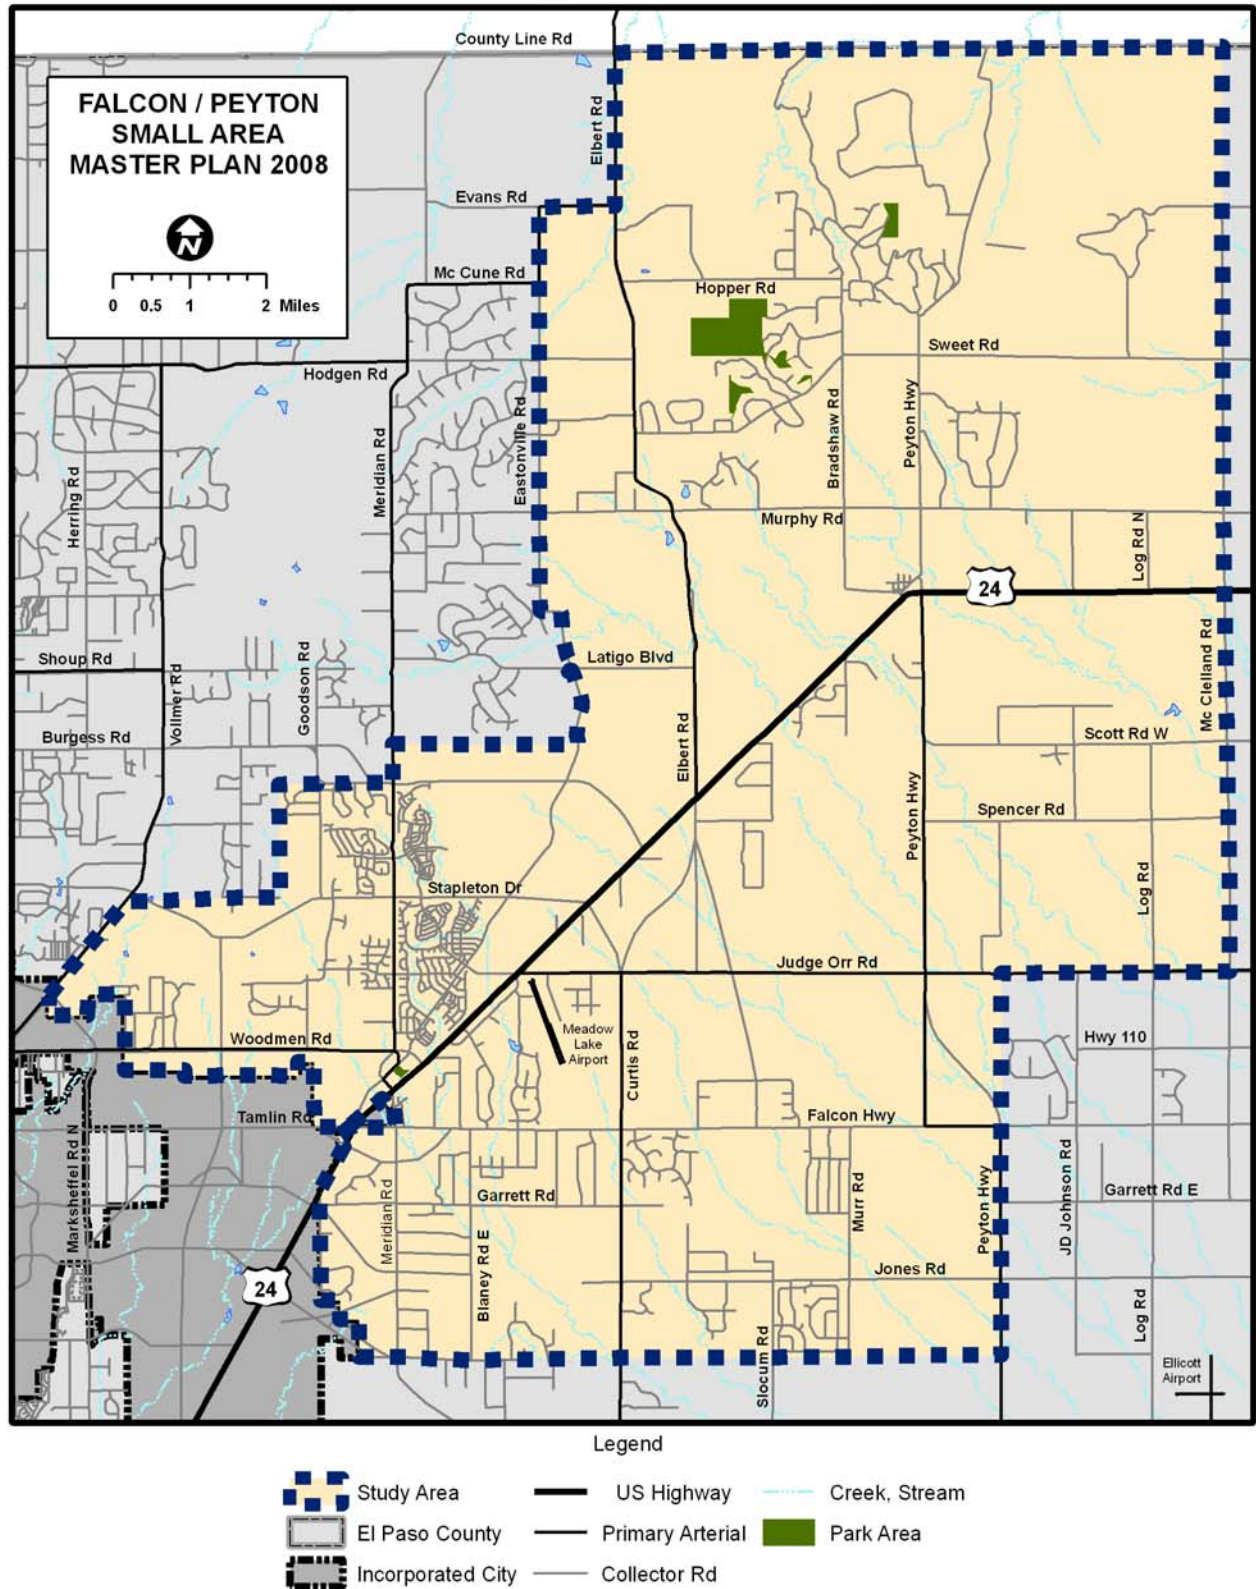 County Line Rd
FALCON / PEYTON
SMALL AREA
MASTER PLAN 2008
N
0 0.5 1 2 Miles
Elbert Rd
Evans Rd
Mc Cune Rd
Hopper Rd
Hodgen Rd
Sweet Rd
Herring Rd
Meridian Rd
Eastonville Rd
Bradshaw Rd
Peyton Hwy
Murphy Rd
Log Rd N
24
Shoup Rd
Vollmer Rd
Goodson Rd
Latigo Blvd
Mc Clelland Rd
Burgess Rd
Elbert Rd
Scott Rd W
Peyton Hwy
Spencer Rd
Stapleton Dr
Log Rd
Judge Orr Rd
Woodmen Rd
Meadow
Lake
Airport
Curtis Rd
Hwy 110
Tamlin Rd
Falcon Hwy
Marksheffel Rd N
Meridian Rd
Garrett Rd
Blaney Rd E
Murr Rd
Peyton Hwy
JD Johnson Rd
Garrett Rd E
24
Jones Rd
Slocum Rd
Log Rd
Ellicott
Airport
Legend
Study Area
US Highway
Creek, Stream
El Paso County
Primary Arterial
Park Area
Incorporated City
Collector Rd